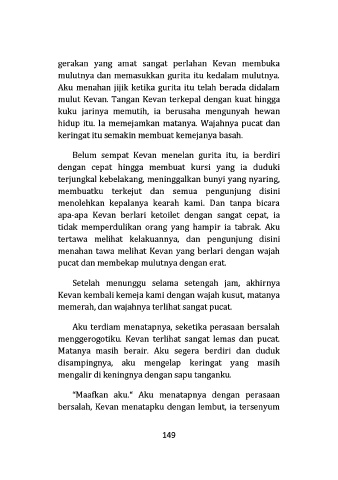 gerakan yang amat sangat perlahan Kevan membuka
mulutnya dan memasukkan gurita itu kedalam mulutnya.
Aku menahan jijik ketika gurita itu telah berada didalam
mulut Kevan. Tangan Kevan terkepal dengan kuat hingga
kuku jarinya memutih, ia berusaha mengunyah hewan
hidup itu. Ia memejamkan matanya. Wajahnya pucat dan
keringat itu semakin membuat kemejanya basah.
Belum sempat Kevan menelan gurita itu, ia berdiri
dengan cepat hingga membuat kursi yang ia duduki
terjungkal kebelakang, meninggalkan bunyi yang nyaring,
membuatku terkejut dan semua pengunjung disini
menolehkan kepalanya kearah kami. Dan tanpa bicara
apa-apa Kevan berlari ketoilet dengan sangat cepat, ia
tidak memperdulikan orang yang hampir ia tabrak. Aku
tertawa melihat kelakuannya, dan pengunjung disini
menahan tawa melihat Kevan yang berlari dengan wajah
pucat dan membekap mulutnya dengan erat.
Setelah menunggu selama setengah jam, akhirnya
Kevan kembali kemeja kami dengan wajah kusut, matanya
memerah, dan wajahnya terlihat sangat pucat.
Aku terdiam menatapnya, seketika perasaan bersalah
menggerogotiku. Kevan terlihat sangat lemas dan pucat.
Matanya masih berair. Aku segera berdiri dan duduk
disampingnya, aku mengelap keringat yang masih
mengalir di keningnya dengan sapu tanganku.
"Maafkan aku." Aku menatapnya dengan perasaan
bersalah, Kevan menatapku dengan lembut, ia tersenyum
149